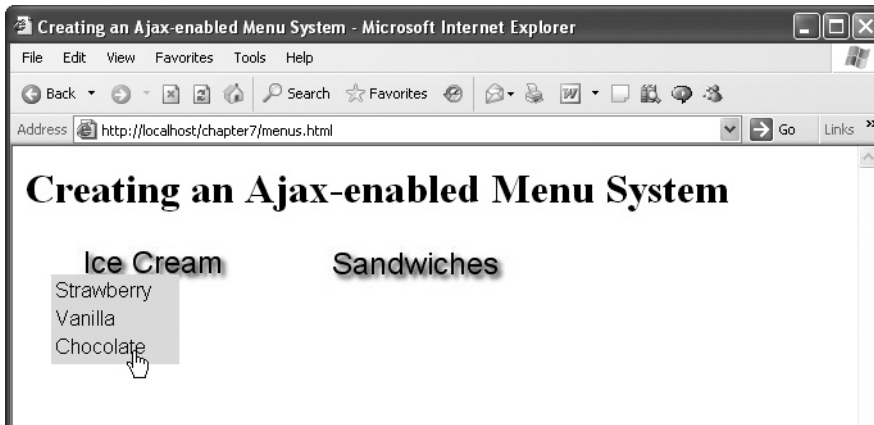 Creating an Ajax-enabled Menu System - Microsoft Internet Explorer
File Edit View Favorites Tools Help
Back Search Favorites W
Address http://localhost/chapter7/menus.html Go Links »
Creating an Ajax-enabled Menu System
Ice Cream Sandwiches
Strawberry
Vanilla
Chocolate